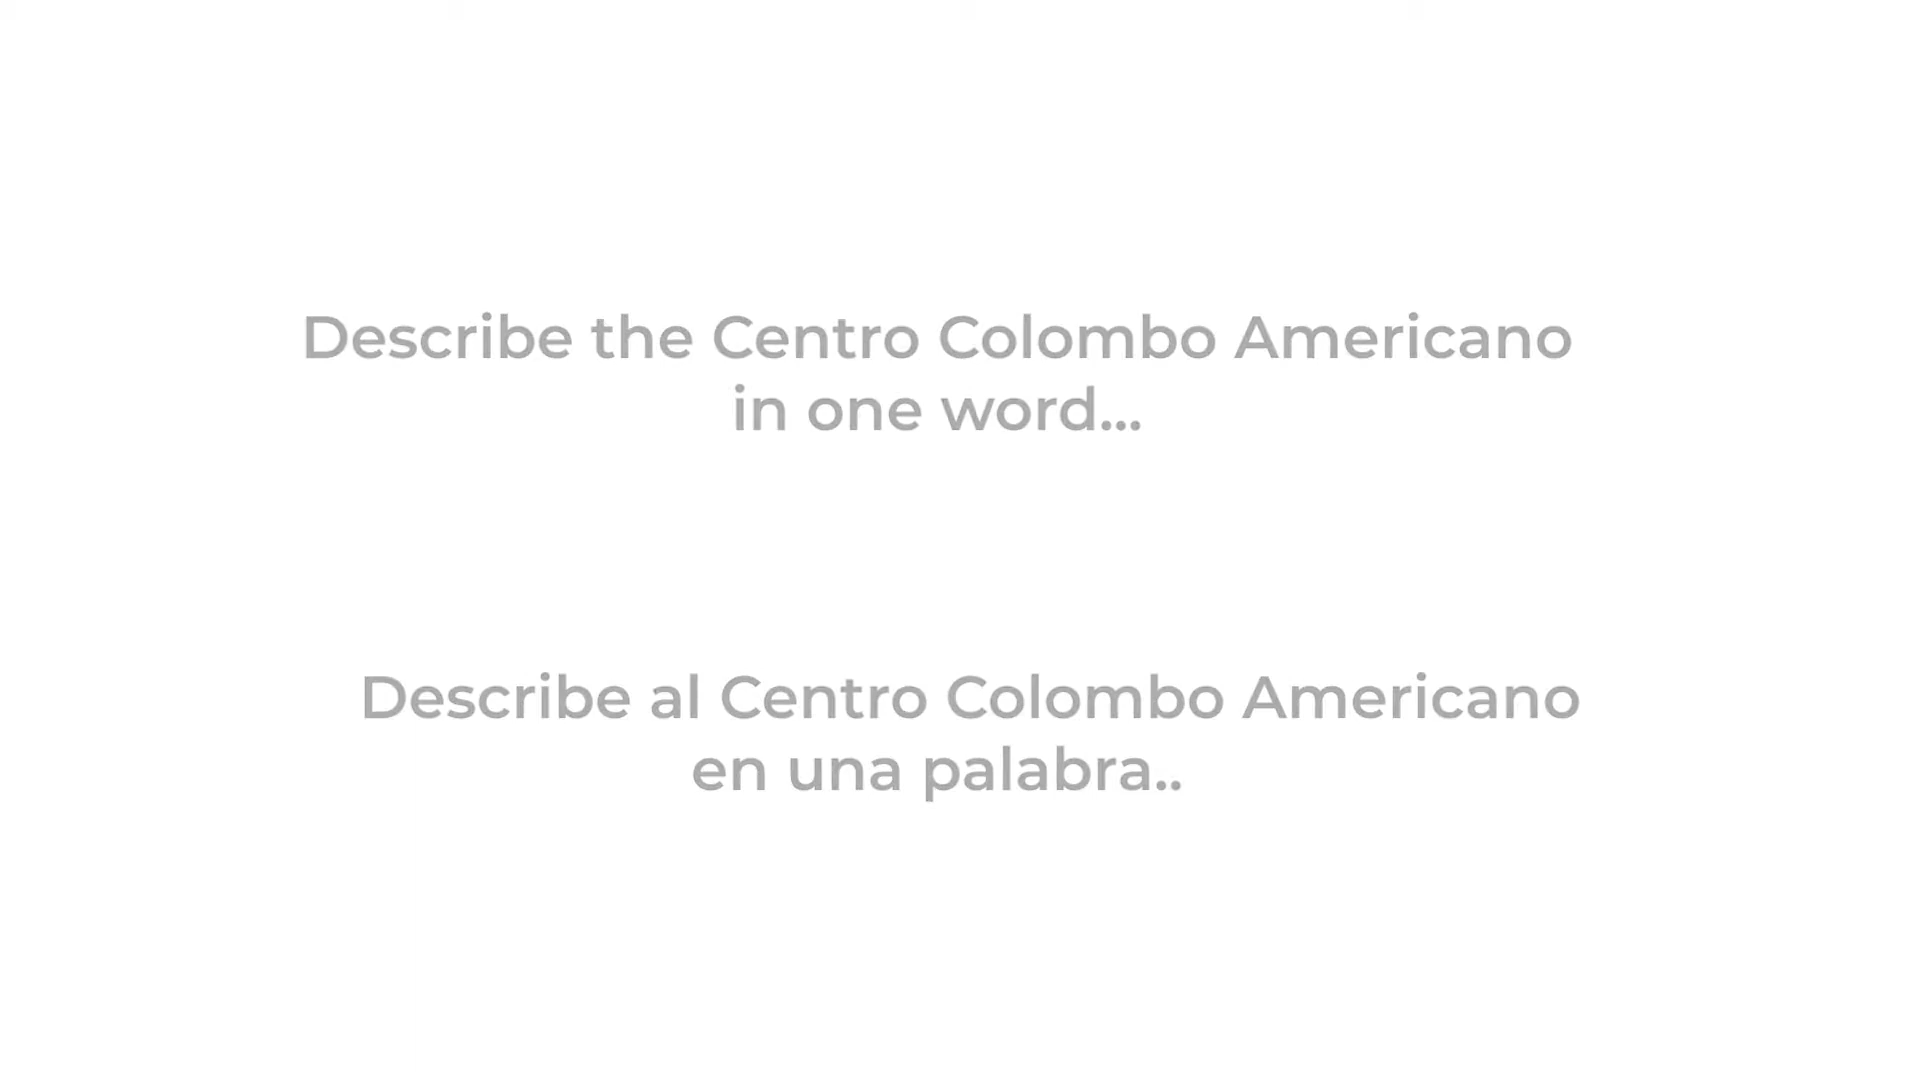 Describe the Centro Colombo Americano
in one word...
Describe al Centro Colombo Americano
en una palabra..